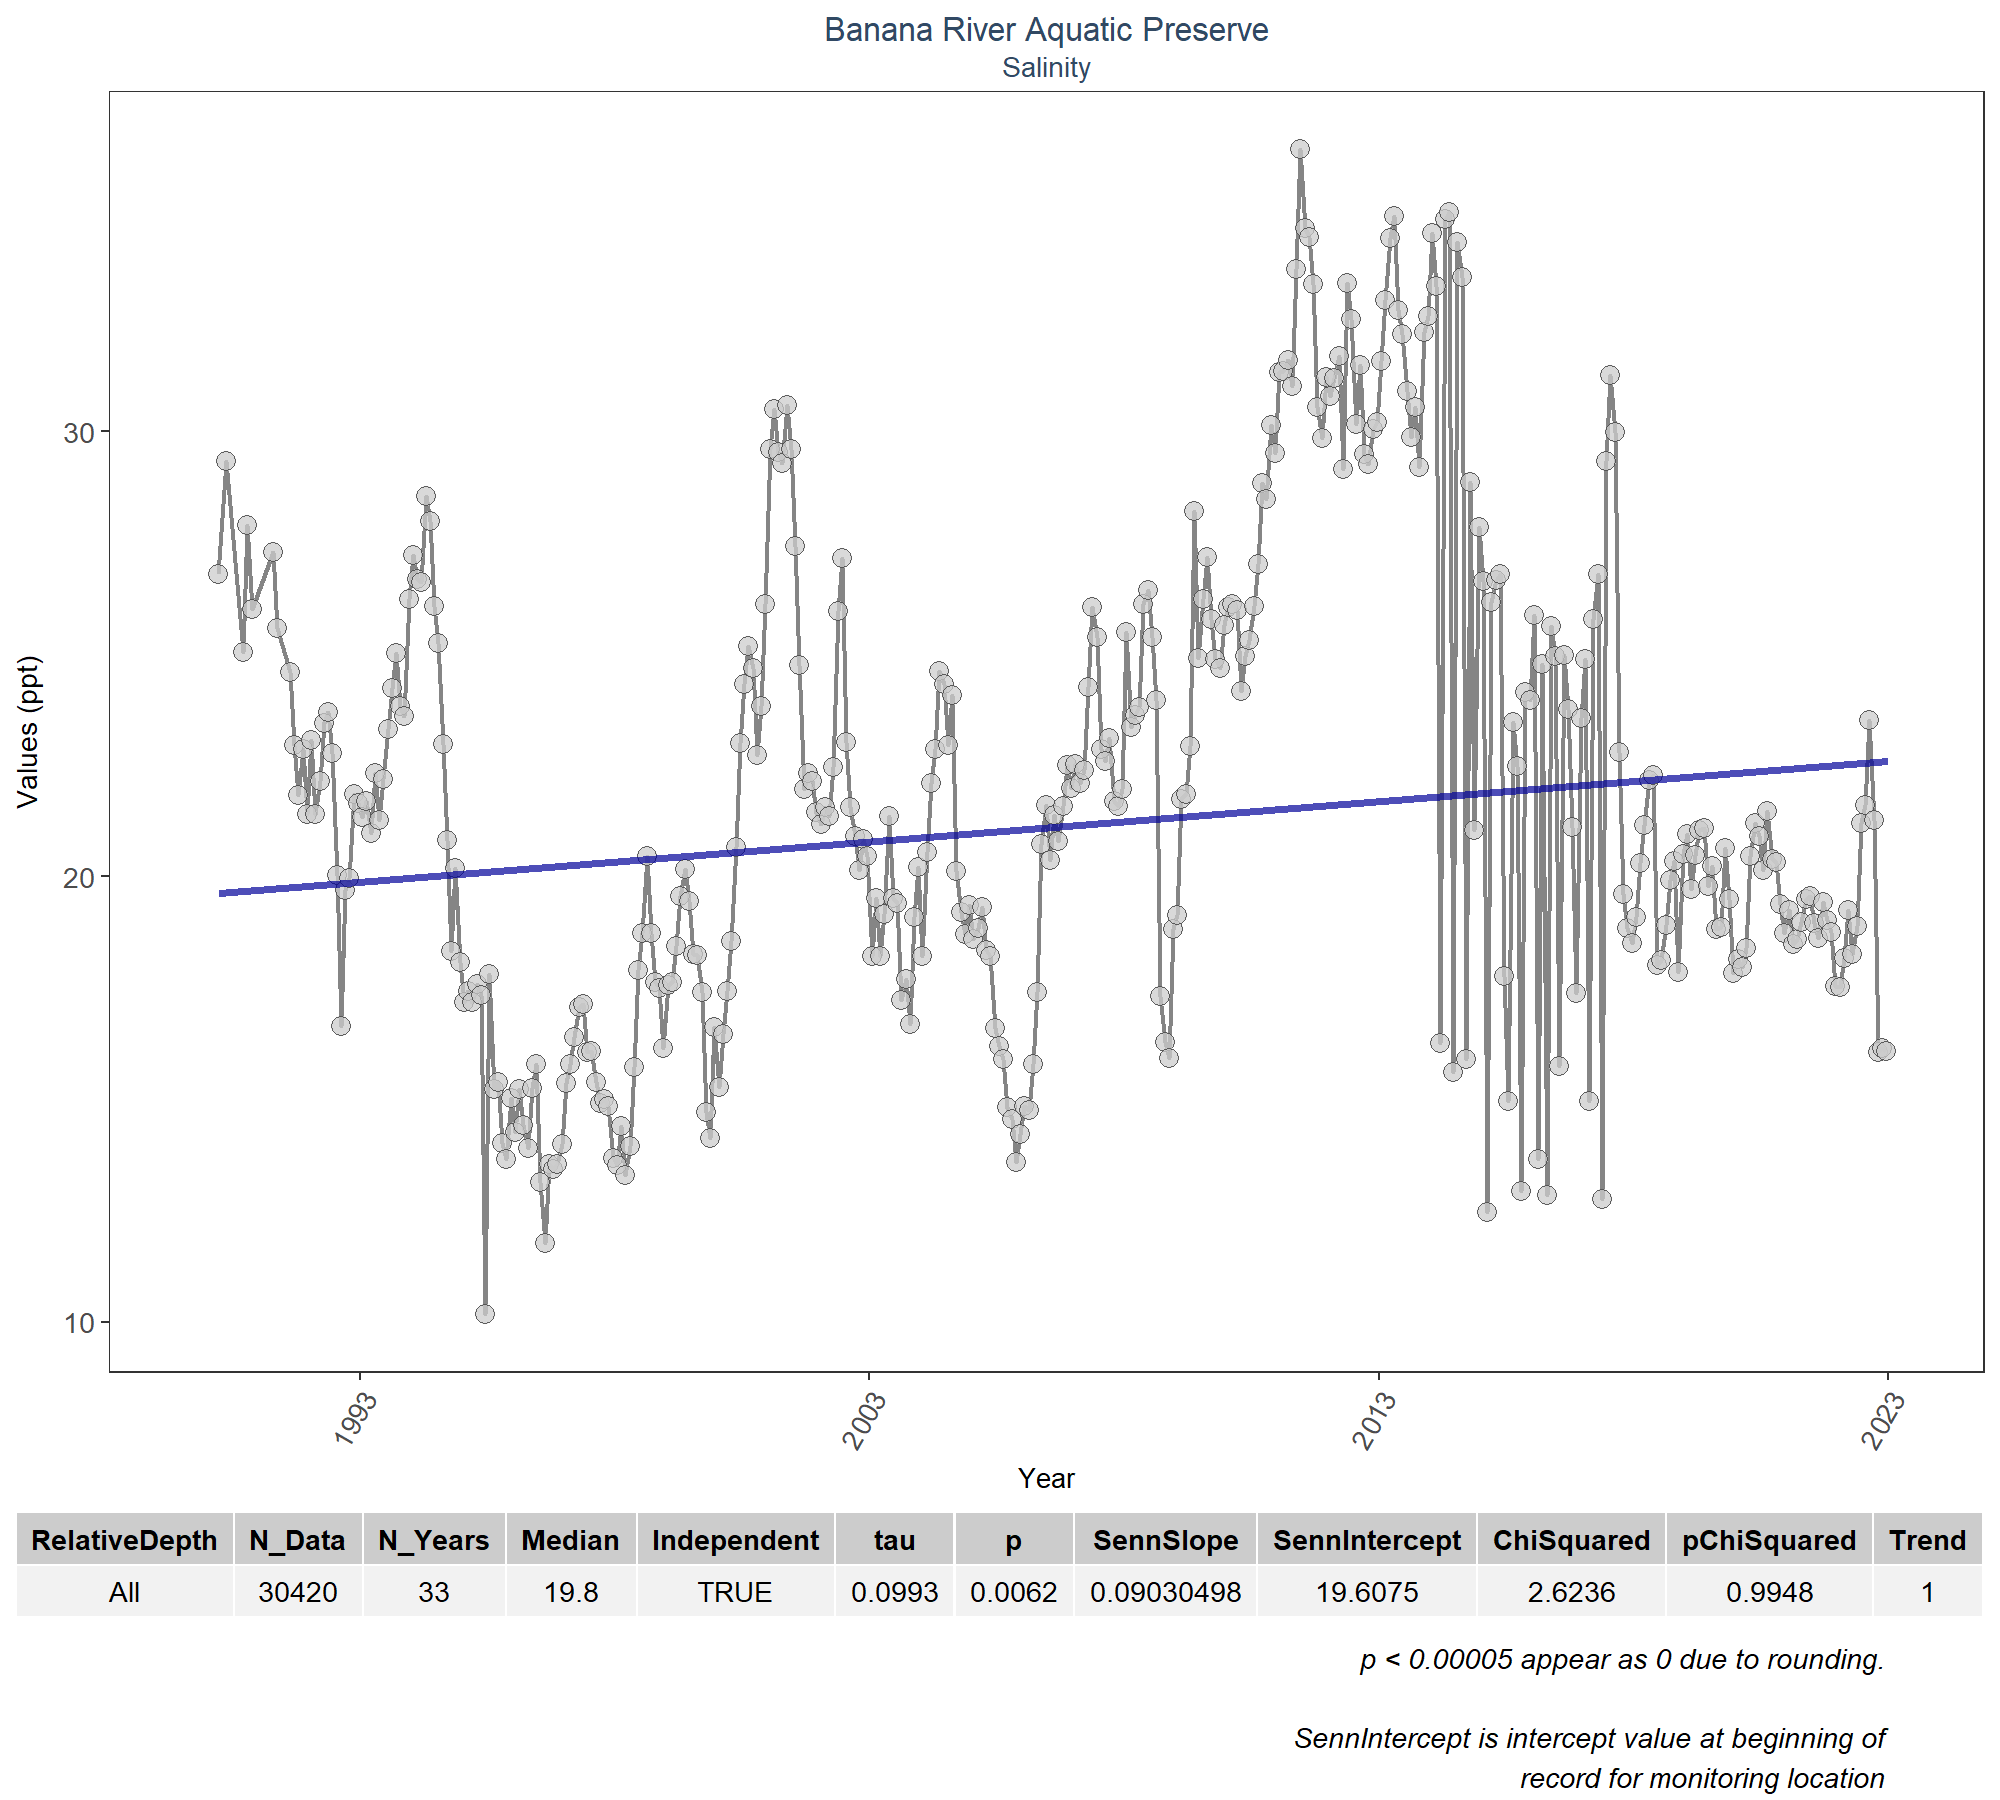 Banana River Aquatic Preserve
Salinity
Values (ppt)
30
20
10
1993
2003
2013
2023
Year
RelativeDepth N_Data N_Years Median Independent tau p SennSlope SennIntercept ChiSquared pChiSquared Trend
All 30420 33 19.8 TRUE 0.0993 0.0062 0.09030498 19.6075 2.6236 0.9948 1
p < 0.00005 appear as 0 due to rounding.
SennIntercept is intercept value at beginning of
record for monitoring location